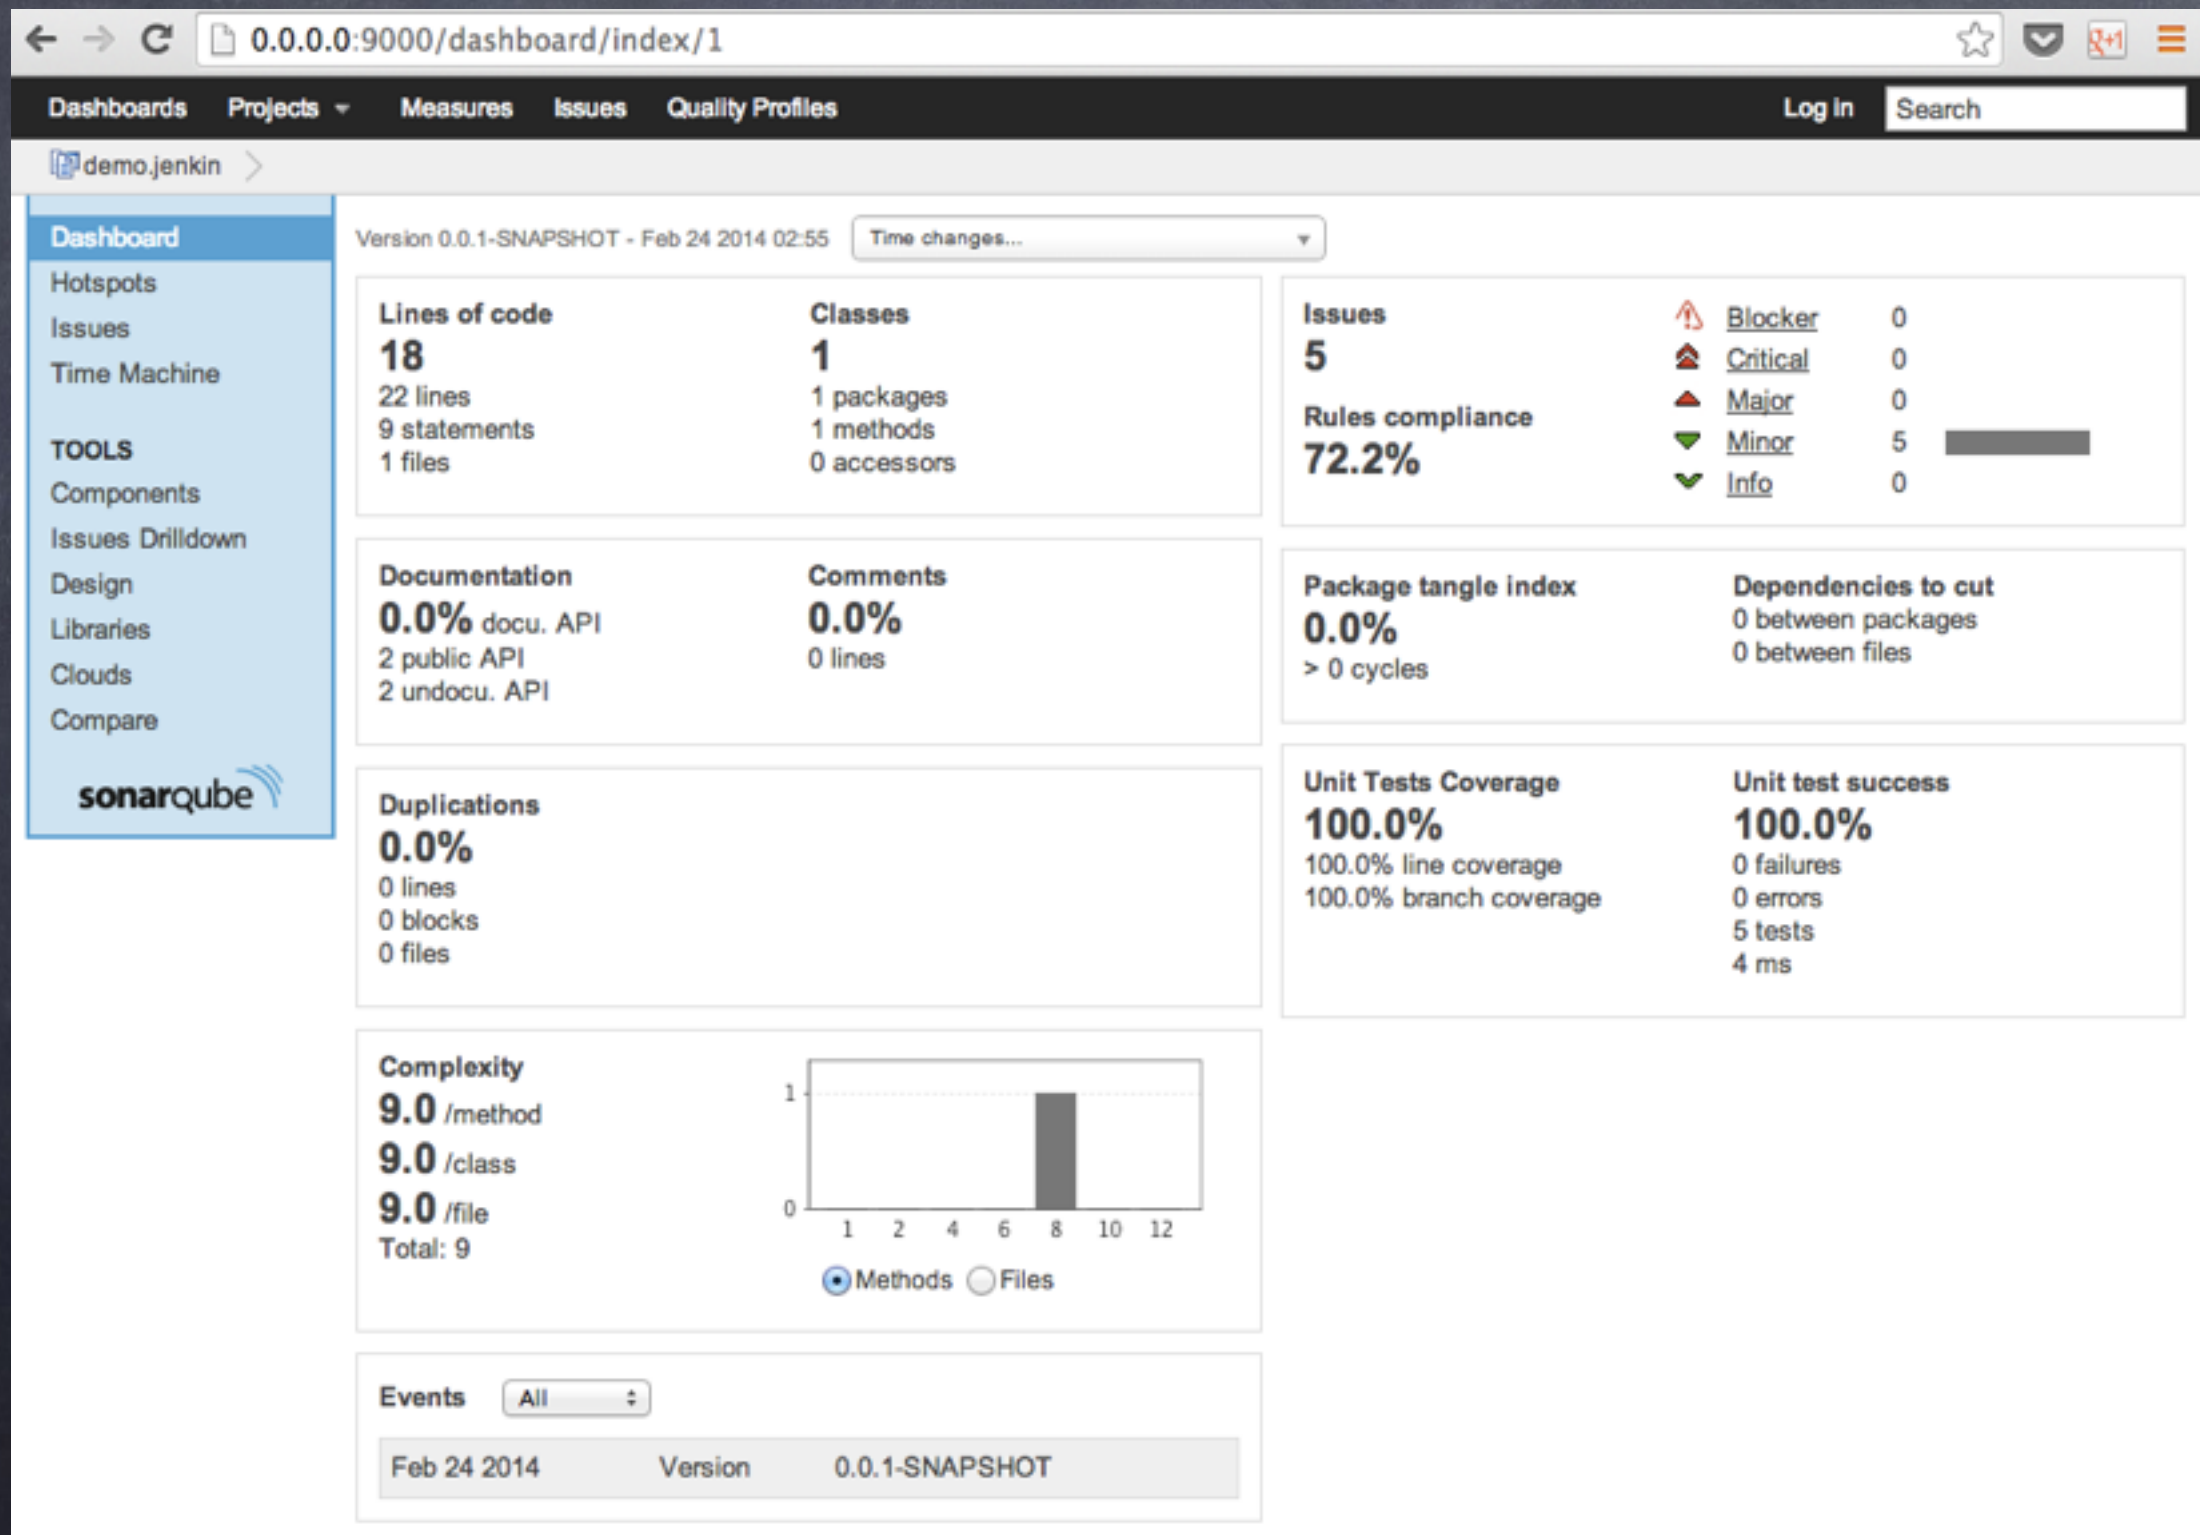 0.0.0.0:9000/dashboard/index/1
g+1
Dashboards Projects Measures Issues Quality Profiles Log in Search
demo.jenkin
Dashboard
Hotspots
Issues
Time Machine
TOOLS
Components
Issues Drilldown
Design
Libraries
Clouds
Compare
sonarqube
Version 0.0.1-SNAPSHOT - Feb 24 2014 02:55 Time changes...
Lines of code
18
22 lines
9 statements
1 files
Classes
1
1 packages
1 methods
0 accessors
Documentation
0.0% docu. API
2 public API
2 undocu. API
Comments
0.0%
0 lines
Duplications
0.0%
0 lines
0 blocks
0 files
Complexity
9.0 /method
9.0 /class
9.0 /file
Total: 9
1
0
1 2 4 6 8 10 12
Methods Files
Events All
Feb 24 2014 Version 0.0.1-SNAPSHOT
Issues
5
Rules compliance
72.2%
Blocker 0
Critical 0
Major 0
Minor 5
Info 0
Package tangle index
0.0%
> 0 cycles
Dependencies to cut
0 between packages
0 between files
Unit Tests Coverage
100.0%
100.0% line coverage
100.0% branch coverage
Unit test success
100.0%
0 failures
0 errors
5 tests
4 ms